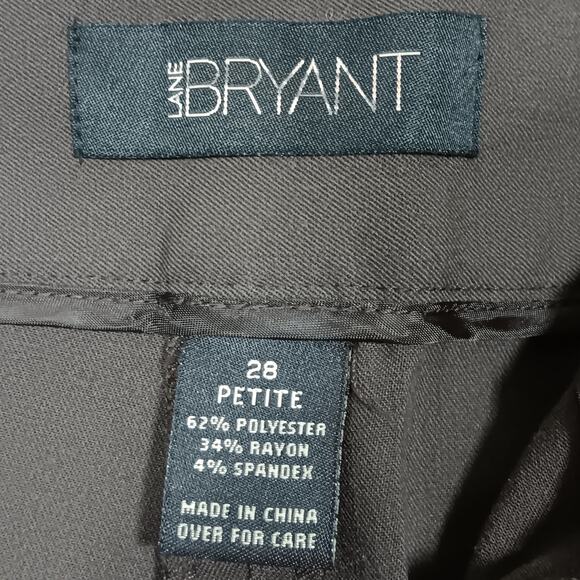 LANE BRYANT
28
PETITE
62% POLYESTER
34% RAYON
4% SPANDEX
MADE IN CHINA
OVER FOR CARE